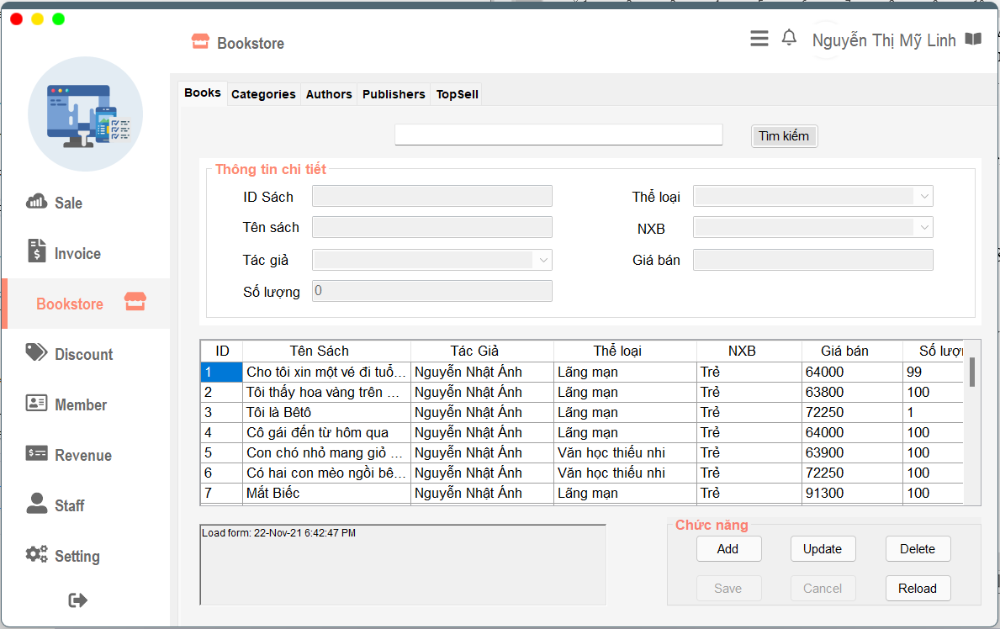 Bookstore
Nguyễn Thị Mỹ Linh
Books Categories Authors Publishers TopSell
Tìm kiếm
Sale
Invoice
Bookstore
Discount
Member
Revenue
Staff
Setting
Thông tin chi tiết
ID Sách
Thể loại
Tên sách
NXB
Tác giả
Giá bán
Số lượng 0
ID Tên Sách Tác Giả Thể loại NXB Giá bán Số lượn
1 Cho tôi xin một vé đi tuổ... Nguyễn Nhật Ánh Lãng mạn Trẻ 64000 99
2 Tôi thấy hoa vàng trên ... Nguyễn Nhật Ánh Lãng mạn Trẻ 63800 100
3 Tôi là Bêtô Nguyễn Nhật Ánh Lãng mạn Trẻ 72250 1
4 Cô gái đến từ hôm qua Nguyễn Nhật Ánh Lãng mạn Trẻ 64000 100
5 Con chó nhỏ mang giỏ ... Nguyễn Nhật Ánh Văn học thiếu nhi Trẻ 63900 100
6 Có hai con mèo ngồi bê... Nguyễn Nhật Ánh Văn học thiếu nhi Trẻ 72250 100
7 Mắt Biếc Nguyễn Nhật Ánh Lãng mạn Trẻ 91300 100
Load form: 22-Nov-21 6:42:47 PM
Chức năng
Add Update Delete
Save Cancel Reload